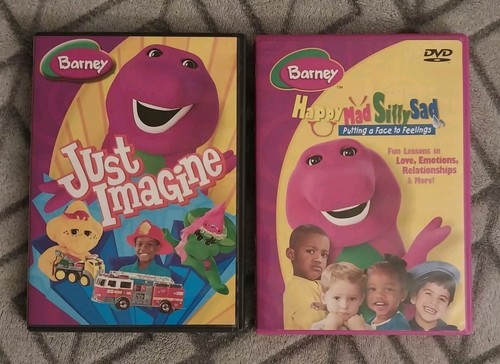 Barney
Just
Imagine
DVD
Barney
TM
Happy Mad Silly Sad
Putting a Face to Feelings
Fun Lessons in
Love, Emotions,
Relationships
& More!